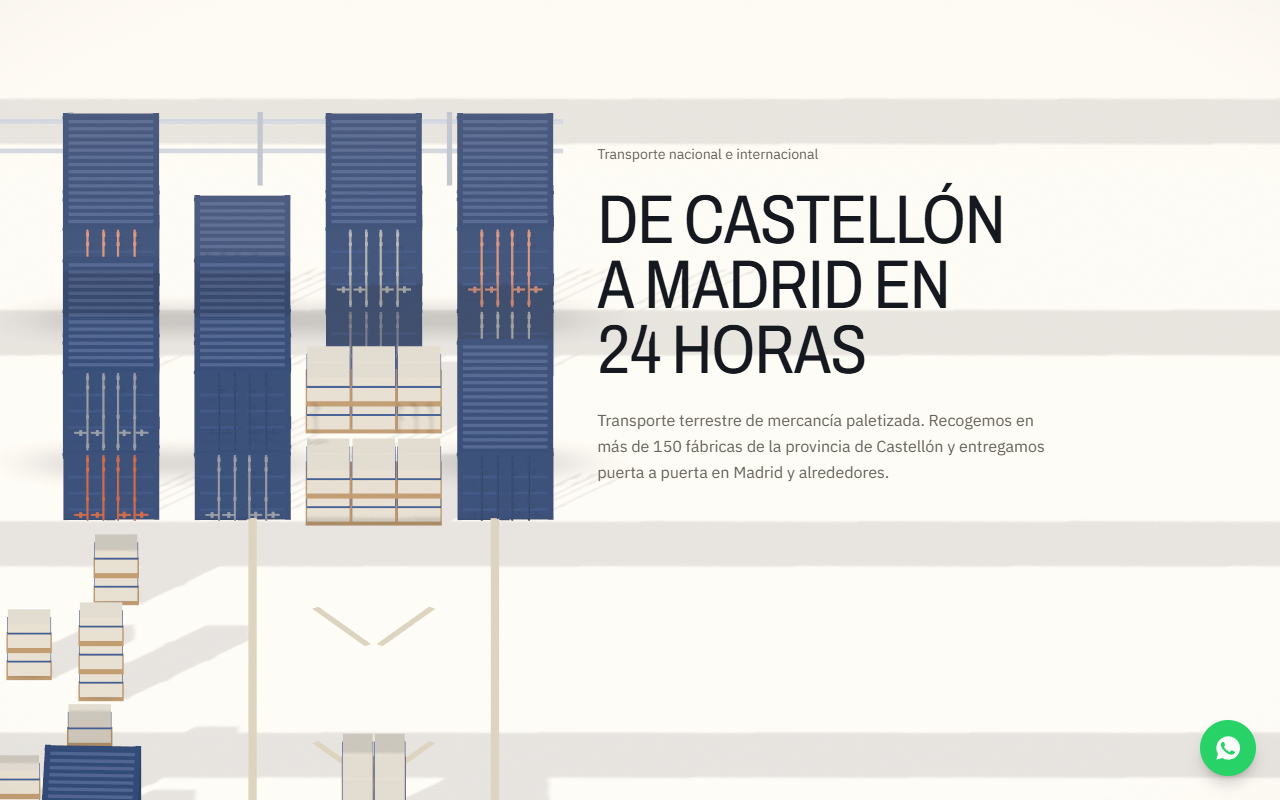 Transporte nacional e internacional
DE CASTELLÓN
A MADRID EN
24 HORAS
Transporte terrestre de mercancía paletizada. Recogemos en
más de 150 fábricas de la provincia de Castellón y entregamos
puerta a puerta en Madrid y alrededores.